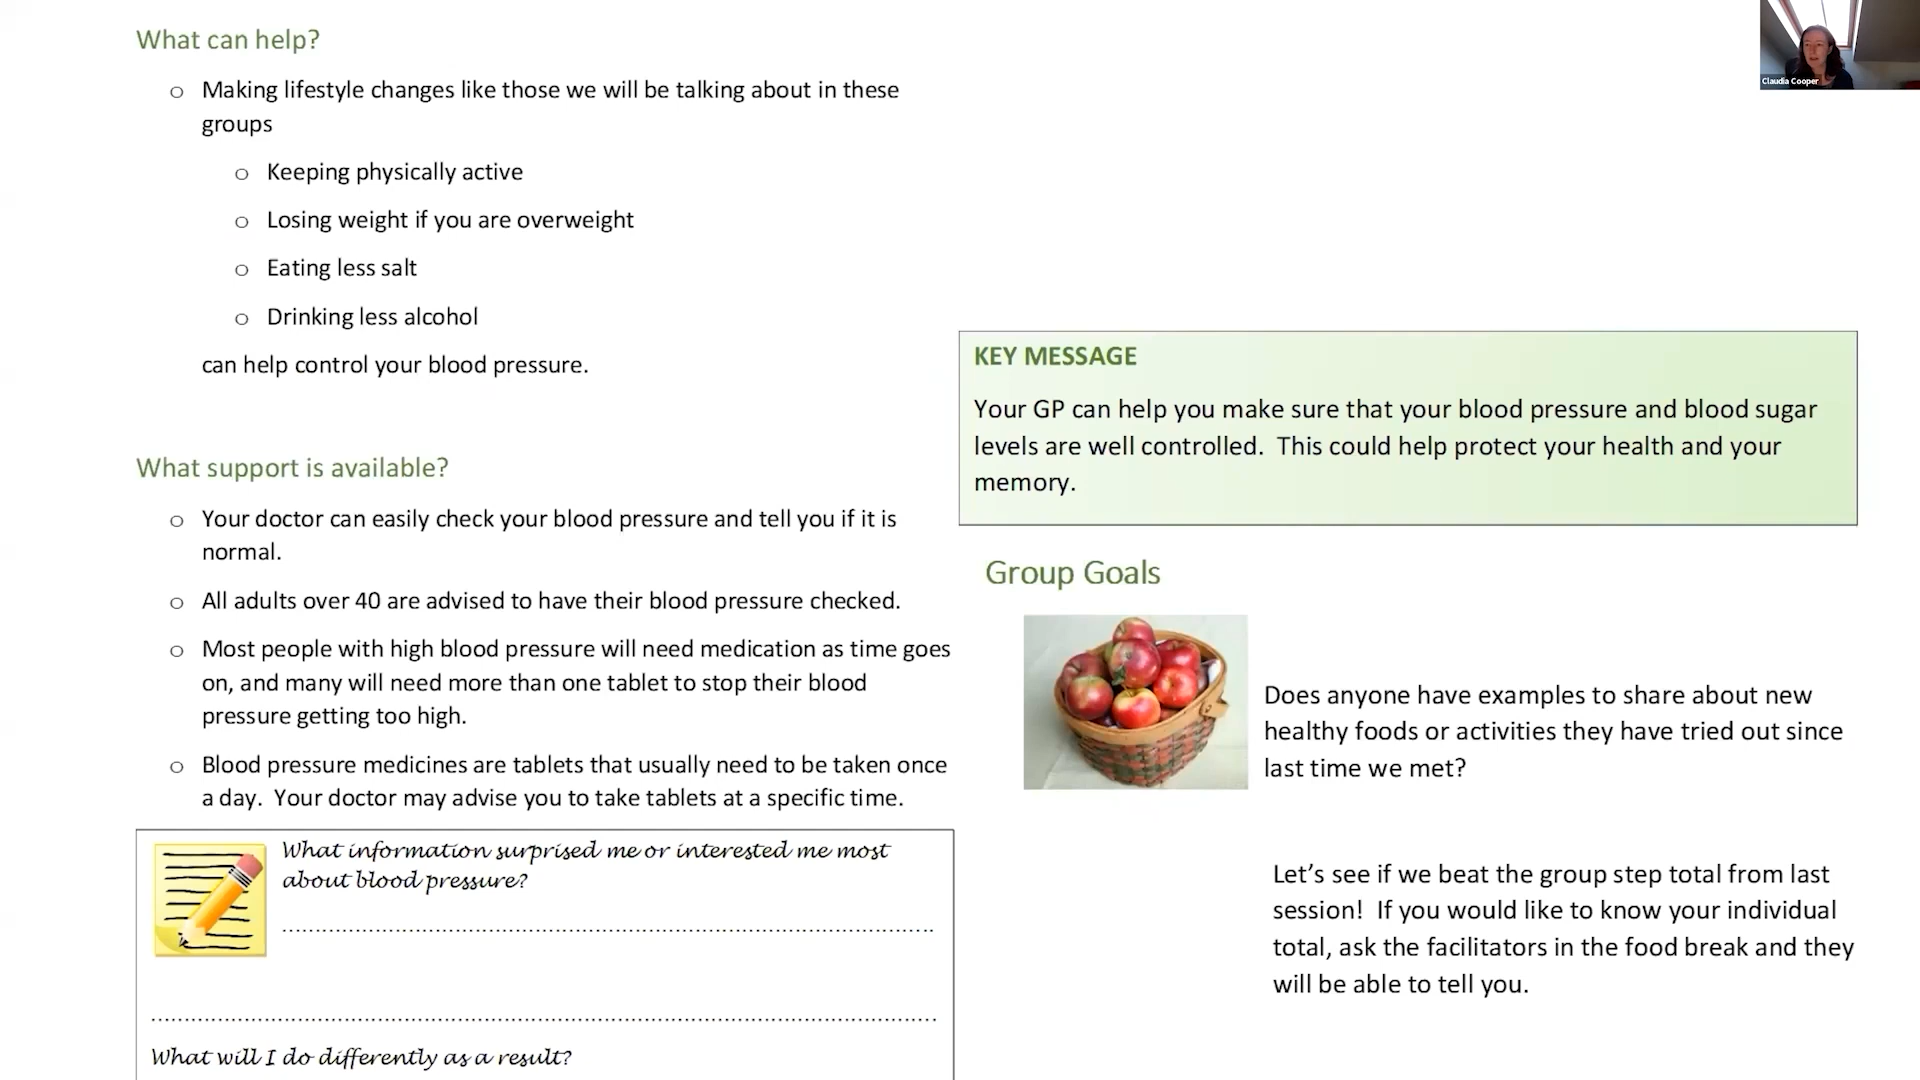 What can help?
o Making lifestyle changes like those we will be talking about in these
groups
o Keeping physically active
o Losing weight if you are overweight
o Eating less salt
o Drinking less alcohol
can help control your blood pressure.
What support is available?
o Your doctor can easily check your blood pressure and tell you if it is
normal.
o All adults over 40 are advised to have their blood pressure checked.
o Most people with high blood pressure will need medication as time goes
on, and many will need more than one tablet to stop their blood
pressure getting too high.
o Blood pressure medicines are tablets that usually need to be taken once
a day. Your doctor may advise you to take tablets at a specific time.
What information surprised me or interested me most
about blood pressure?
What will I do differently as a result?
Claudia Cooper
KEY MESSAGE
Your GP can help you make sure that your blood pressure and blood sugar
levels are well controlled. This could help protect your health and your
memory.
Group Goals
Does anyone have examples to share about new
healthy foods or activities they have tried out since
last time we met?
Let’s see if we beat the group step total from last
session! If you would like to know your individual
total, ask the facilitators in the food break and they
will be able to tell you.